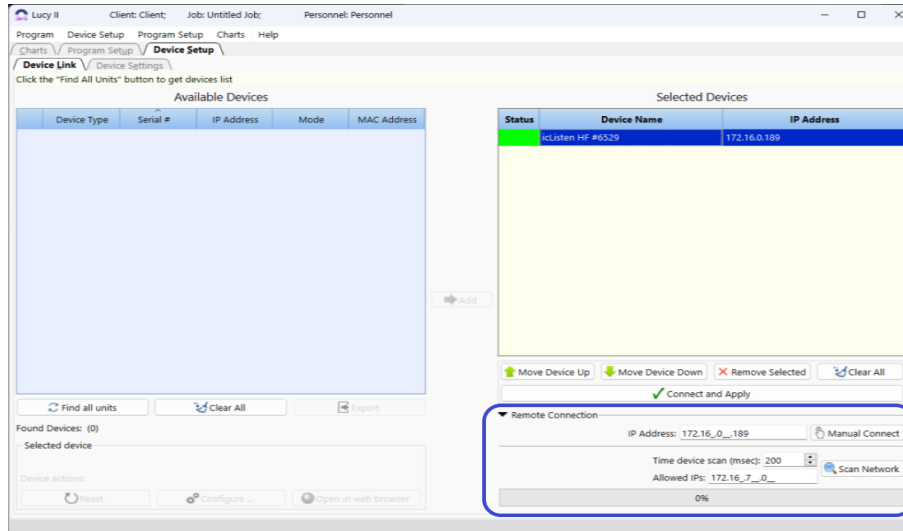 Lucy II Client: Client; Job: Untitled Job; Personnel: Personnel
Program Device Setup Program Setup Charts Help
Charts Program Setup Device Setup
Device Link Device Settings
Click the "Find All Units" button to get devices list
Available Devices
Device Type Serial # IP Address Mode MAC Address
Selected Devices
Status Device Name IP Address
icListen HF #6529 172.16.0.189
Add
Move Device Up Move Device Down Remove Selected Clear All
Connect and Apply
Find all units Clear All Export
Found Devices: (0)
Selected device
Device actions:
Reset Configure ... Open in web browser
Remote Connection
IP Address: 172.16_.0__.189 Manual Connect
Time device scan (msec): 200
Allowed IPs: 172.16_.7__.0__
Scan Network
0%